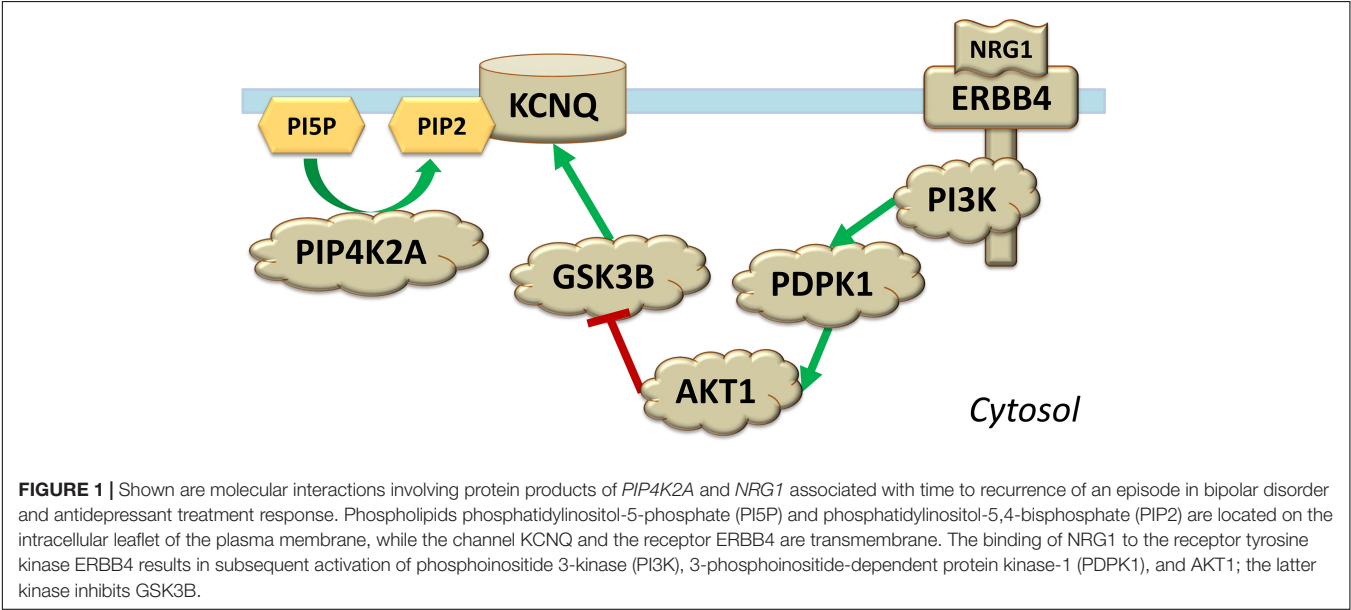 NRG1
ERBB4
KCNQ
PI5P
PIP2
PI3K
PIP4K2A
GSK3B
PDPK1
AKT1
Cytosol
FIGURE 1 | Shown are molecular interactions involving protein products of PIP4K2A and NRG1 associated with time to recurrence of an episode in bipolar disorder
and antidepressant treatment response. Phospholipids phosphatidylinositol-5-phosphate (PI5P) and phosphatidylinositol-5,4-bisphosphate (PIP2) are located on the
intracellular leaflet of the plasma membrane, while the channel KCNQ and the receptor ERBB4 are transmembrane. The binding of NRG1 to the receptor tyrosine
kinase ERBB4 results in subsequent activation of phosphoinositide 3-kinase (PI3K), 3-phosphoinositide-dependent protein kinase-1 (PDPK1), and AKT1; the latter
kinase inhibits GSK3B.